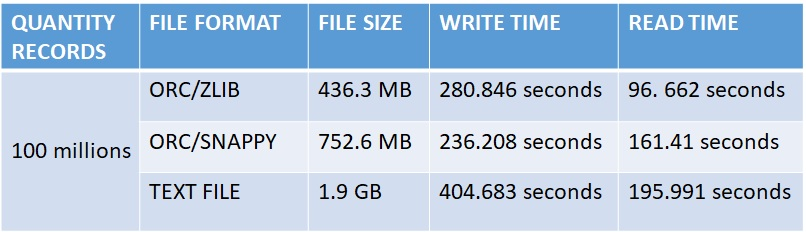 QUANTITY RECORDS FILE FORMAT FILE SIZE WRITE TIME READ TIME
ORC/ZLIB 436.3 MB 280.846 seconds 96. 662 seconds
100 millions ORC/SNAPPY 752.6 MB 236.208 seconds 161.41 seconds
TEXT FILE 1.9 GB 404.683 seconds 195.991 seconds